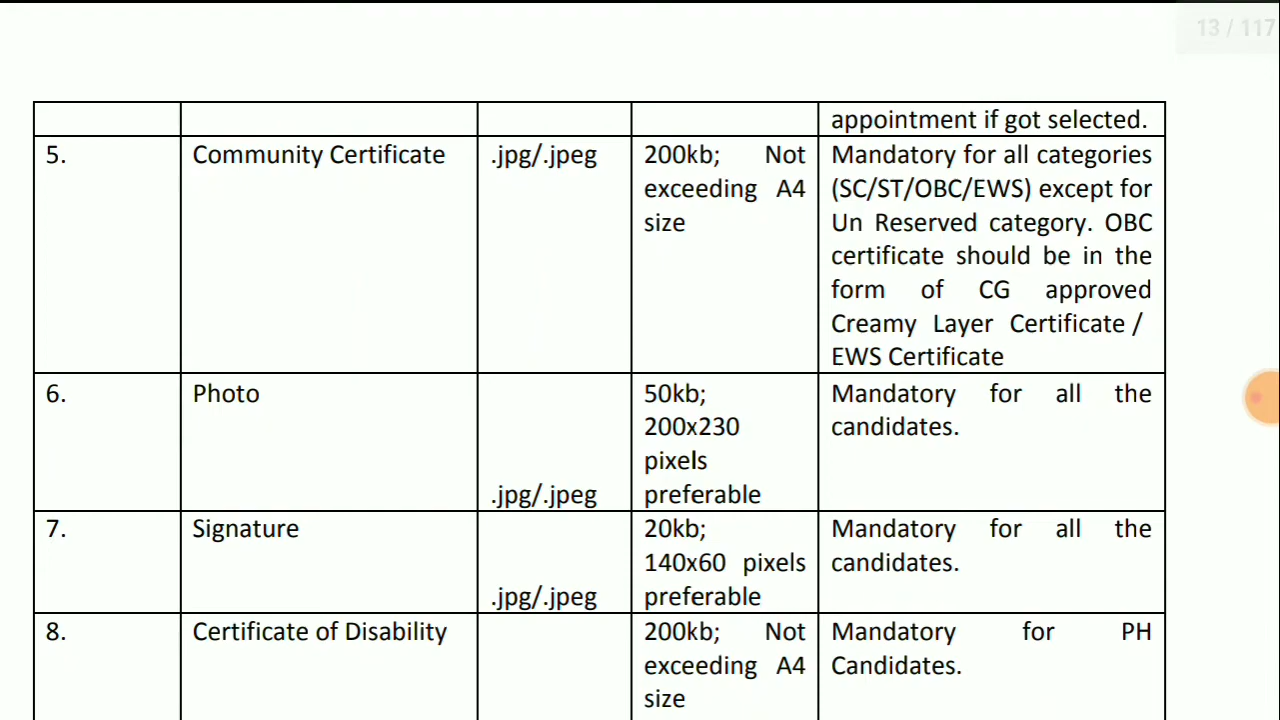 13 / 117
appointment if got selected.
5. Community Certificate .jpg/.jpeg 200kb; Not Mandatory for all categories
exceeding A4 (SC/ST/OBC/EWS) except for
size Un Reserved category. OBC
certificate should be in the
form of CG approved
Creamy Layer Certificate /
EWS Certificate
6. Photo 50kb; Mandatory for all the
200x230 candidates.
pixels
.jpg/.jpeg preferable
7. Signature 20kb; Mandatory for all the
140x60 pixels candidates.
.jpg/.jpeg preferable
8. Certificate of Disability 200kb; Not Mandatory for PH
exceeding A4 Candidates.
size